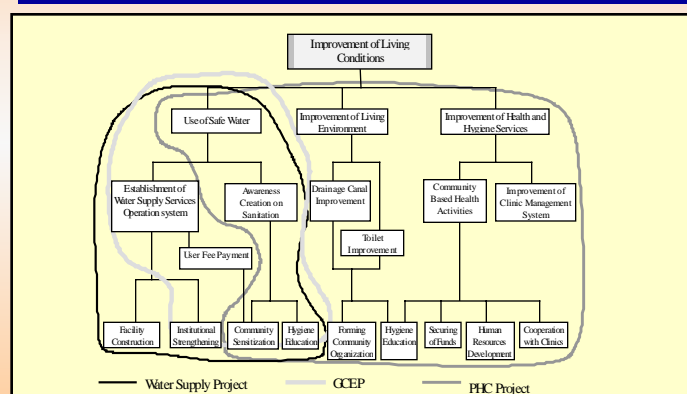 Improvement of Living
Conditions
Use of Safe Water
Improvement of Living
Environment
Improvement of Health and
Hygiene Services
Establishment of
Water Supply Services
Operation system
Awareness
Creation on
Sanitation
Drainage Canal
Improvement
Community
Based Health
Activities
Improvement of
Clinic Management
System
Toilet
Improvement
User Fee Payment
Facility
Construction
Institutional
Strengthening
Community
Sensitization
Hygiene
Education
Forming
Community
Organization
Hygiene
Education
Securing
of Funds
Human
Resources
Development
Cooperation
with Clinics
Water Supply Project
GCEP
PHC Project